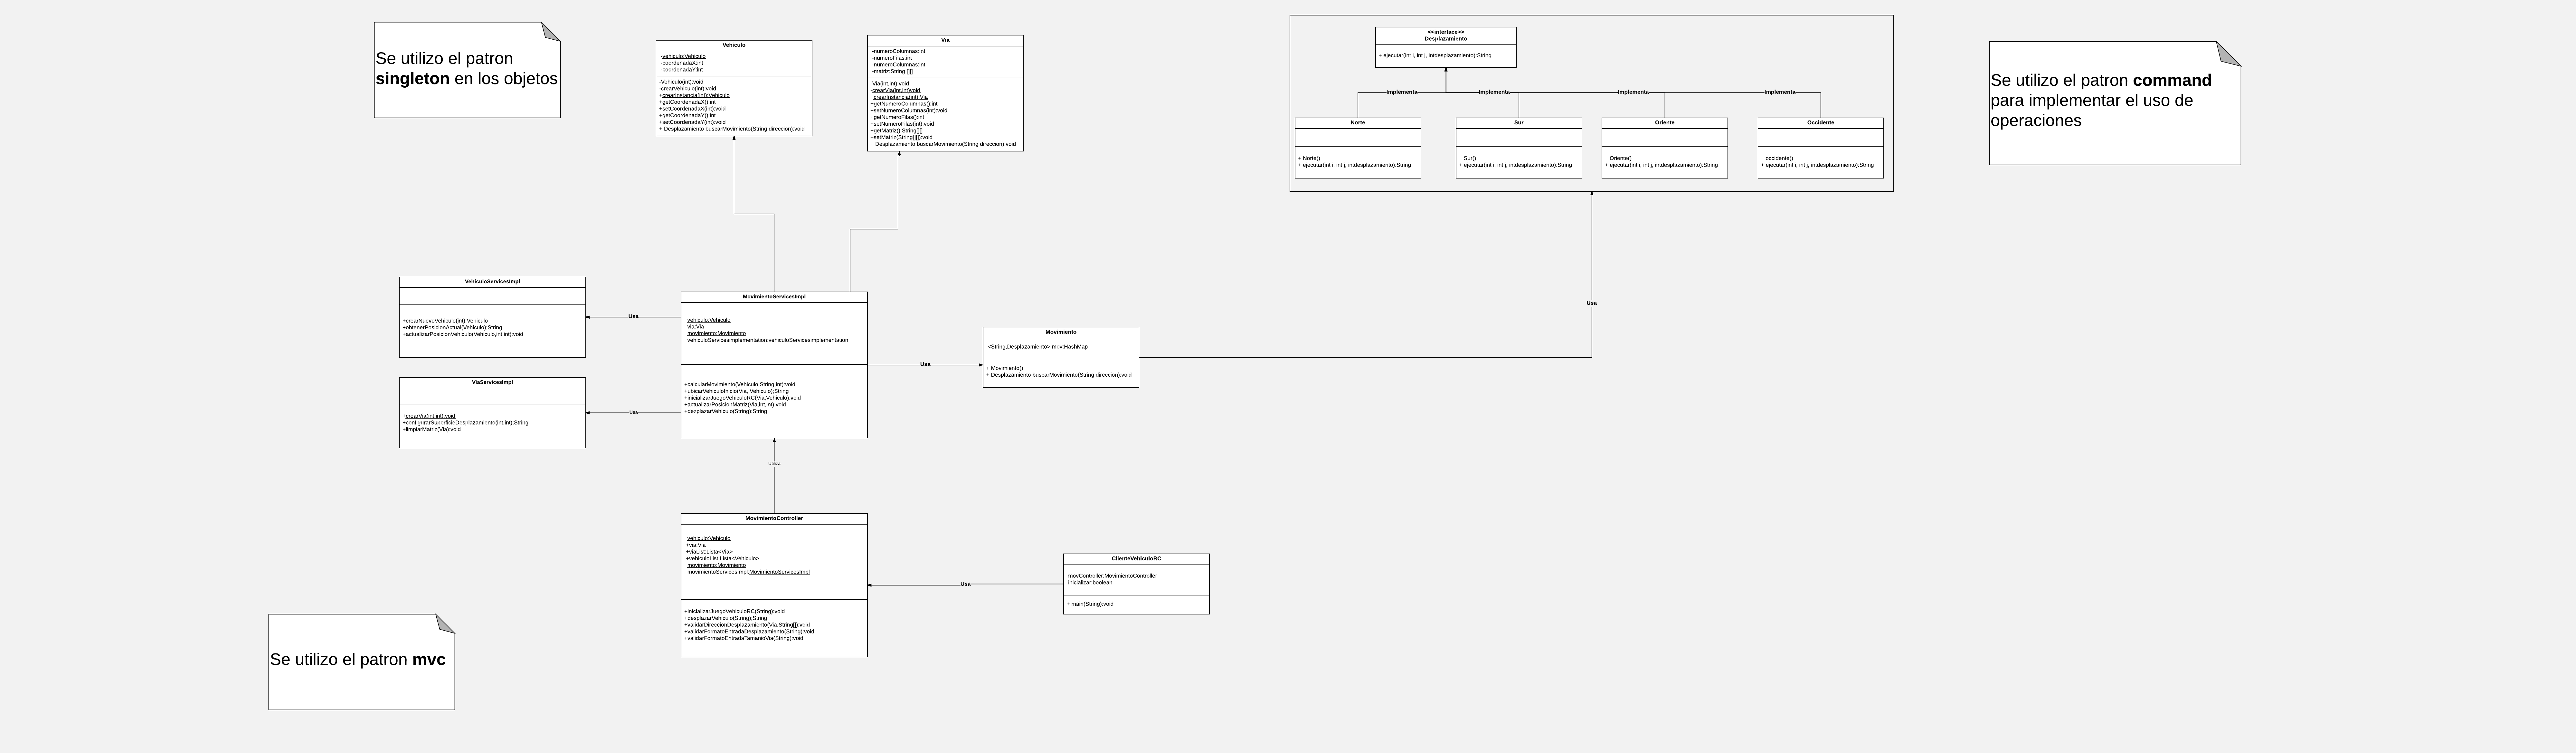 Se utilizo el patron
singleton en los objetos
Vehiculo
-vehiculo:Vehiculo
-coordenadaX:int
-coordenadaY:int
-Vehiculo(int):void
-crearVehiculo(int):void
+crearInstancia(int):Vehiculo
+getCoordenadaX():int
+setCoordenadaX(int):void
+getCoordenadaY():int
+setCoordenadaY(int):void
+ Desplazamiento buscarMovimiento(String direccion):void
Via
-numeroColumnas:int
-numeroFilas:int
-numeroColumnas:int
-matriz:String [][]
-Via(int,int):void
-crearVia(int,int)void
+crearInstancia(int):Via
+getNumeroColumnas():int
+setNumeroColumnas(int):void
+getNumeroFilas():int
+setNumeroFilas(int):void
+getMatriz():String[][]
+setMatriz(String[][]):void
+ Desplazamiento buscarMovimiento(String direccion):void
<<interface>>
Desplazamiento
+ ejecutar(int i, int j, intdesplazamiento):String
Implementa
Implementa
Implementa
Implementa
Norte
+ Norte()
+ ejecutar(int i, int j, intdesplazamiento):String
Sur
Sur()
+ ejecutar(int i, int j, intdesplazamiento):String
Oriente
Oriente()
+ ejecutar(int i, int j, intdesplazamiento):String
Occidente
occidente()
+ ejecutar(int i, int j, intdesplazamiento):String
Se utilizo el patron command
para implementar el uso de
operaciones
Usa
VehiculoServicesImpl
+crearNuevoVehiculo(int):Vehiculo
+obtenerPosicionActual(Vehiculo);String
+actualizarPosicionVehiculo(Vehiculo,int.int):void
Usa
MovimientoServicesImpl
vehiculo:Vehiculo
via:Via
movimiento:Movimiento
vehiculoServicesimplementation:vehiculoServicesimplementation
+calcularMovimiento(Vehiculo,String,int):void
+ubicarVehiculoInicio(Via, Vehiculo);String
+inicializarJuegoVehiculoRC(Via,Vehiculo):void
+actualizarPosicionMatriz(Via,int,int):void
+dezplazarVehiculo(String):String
Usa
Movimiento
<String,Desplazamiento> mov:HashMap
+ Movimiento()
+ Desplazamiento buscarMovimiento(String direccion):void
ViaServicesImpl
+crearVia(int,int):void
+configurarSuperficieDesplazamiento(int,int):String
+limpiarMatriz(Via):void
Usa
Utiliza
MovimientoController
vehiculo:Vehiculo
+via:Via
+viaList:Lista<Via>
+vehiculoList:Lista<Vehiculo>
movimiento:Movimiento
movimientoServicesImpl:MovimientoServicesImpl
+inicializarJuegoVehiculoRC(String):void
+desplazarVehiculo(String);String
+validarDireccionDesplazamiento(Via,String[]):void
+validarFormatoEntradaDesplazamiento(String):void
+validarFormatoEntradaTamanioVia(String):void
Usa
ClienteVehiculoRC
movController:MovimientoController
inicializar:boolean
+ main(String):void
Se utilizo el patron mvc